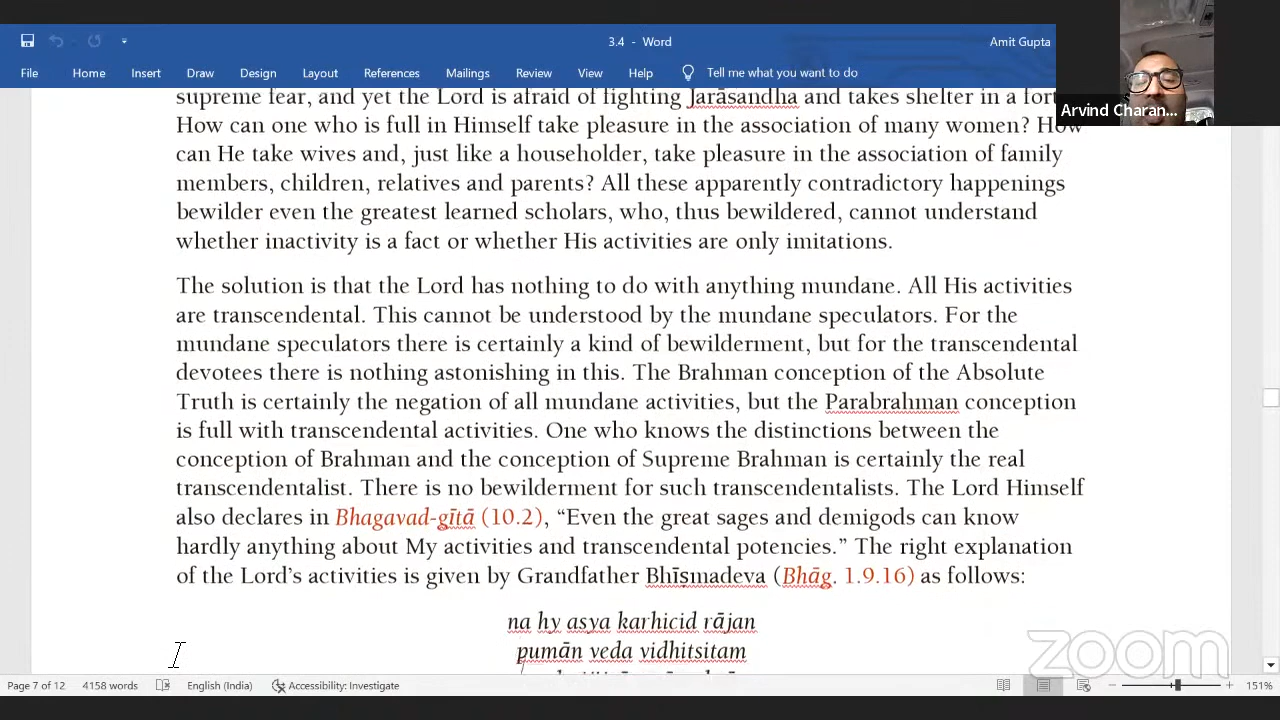 3.4 - Word
Amit Gupta
File Home Insert Draw Design Layout References Mailings Review View Help Tell me what you want to do
Arvind Charan...
supreme fear, and yet the Lord is afraid of fighting Jarāsandha and takes shelter in a fort
How can one who is full in Himself take pleasure in the association of many women? How
can He take wives and, just like a householder, take pleasure in the association of family
members, children, relatives and parents? All these apparently contradictory happenings
bewilder even the greatest learned scholars, who, thus bewildered, cannot understand
whether inactivity is a fact or whether His activities are only imitations.
The solution is that the Lord has nothing to do with anything mundane. All His activities
are transcendental. This cannot be understood by the mundane speculators. For the
mundane speculators there is certainly a kind of bewilderment, but for the transcendental
devotees there is nothing astonishing in this. The Brahman conception of the Absolute
Truth is certainly the negation of all mundane activities, but the Parabrahman conception
is full with transcendental activities. One who knows the distinctions between the
conception of Brahman and the conception of Supreme Brahman is certainly the real
transcendentalist. There is no bewilderment for such transcendentalists. The Lord Himself
also declares in Bhagavad-gītā (10.2), “Even the great sages and demigods can know
hardly anything about My activities and transcendental potencies.” The right explanation
of the Lord’s activities is given by Grandfather Bhīṣmadeva (Bhāg. 1.9.16) as follows:
na hy asya karhicid rājan
pumān veda vidhitsitam
zoom
Page 7 of 12 4158 words English (India) Accessibility: Investigate 151%